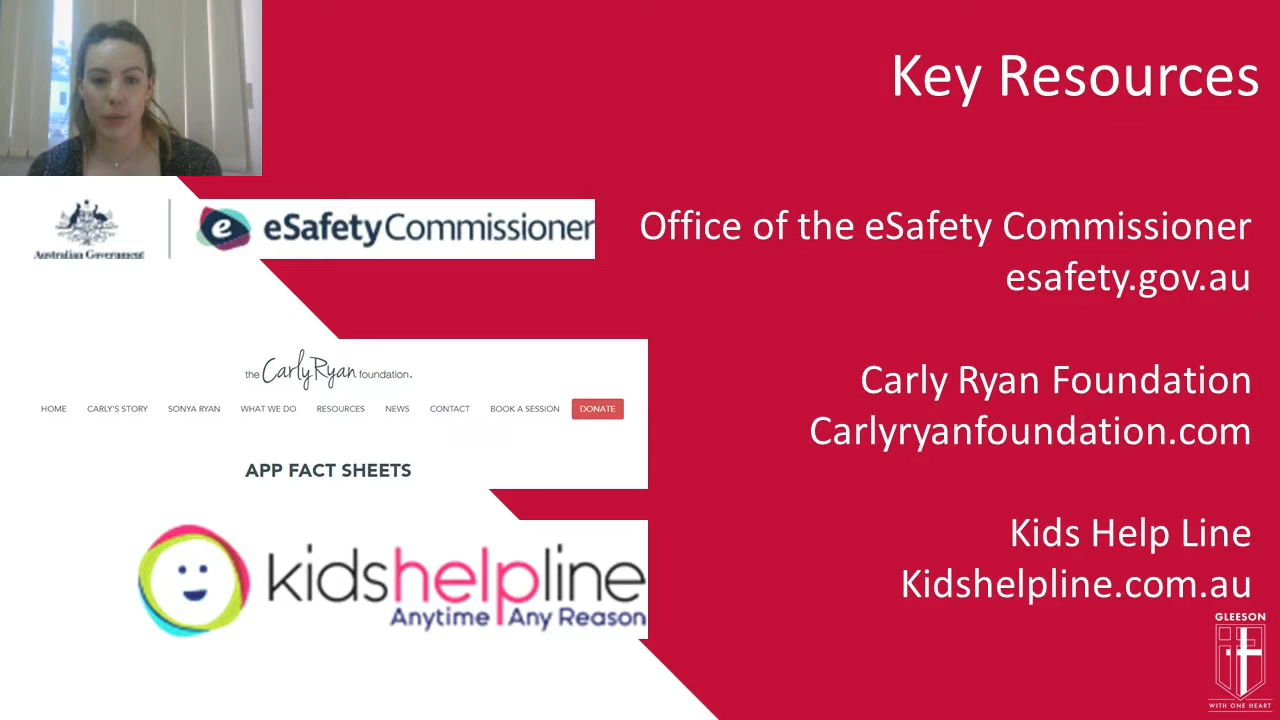 Key Resources
Australian Government
eSafetyCommissioner
Office of the eSafety Commissioner
esafety.gov.au
the Carly Ryan foundation.
HOME CARLY'S STORY SONYA RYAN WHAT WE DO RESOURCES NEWS CONTACT BOOK A SESSION DONATE
APP FACT SHEETS
Carly Ryan Foundation
Carlyryanfoundation.com
kidshelpline
Anytime Any Reason
Kids Help Line
Kidshelpline.com.au
GLEESON
WITH ONE HEART